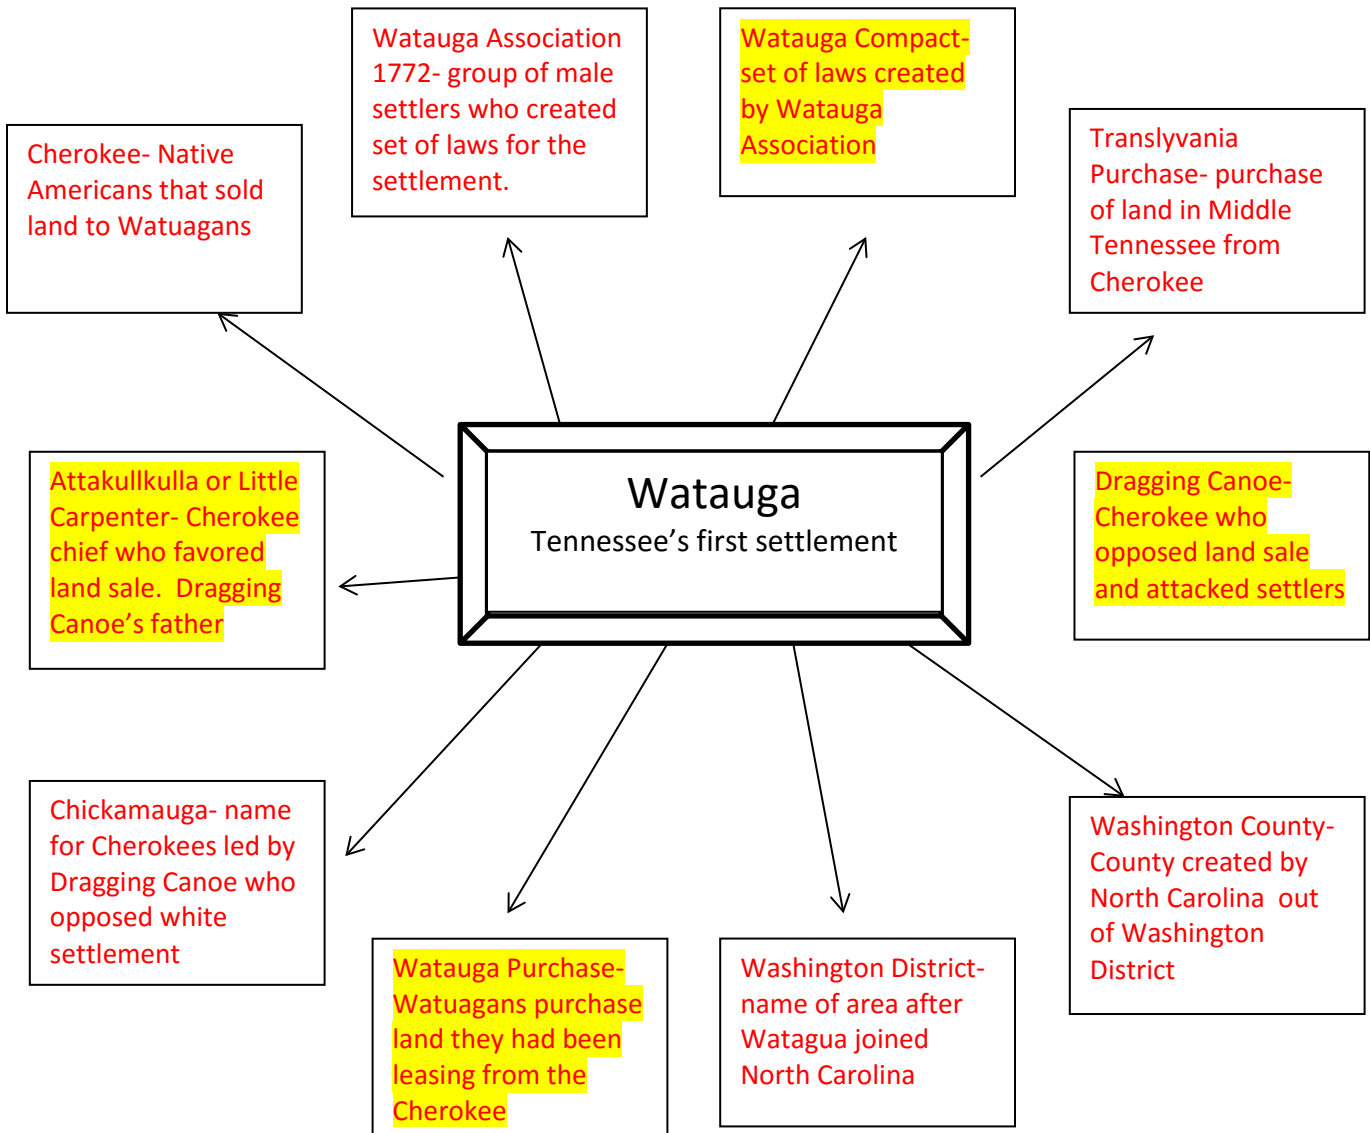 Watauga Association
1772- group of male
settlers who created
set of laws for the
settlement.
Watauga Compact-
set of laws created
by Watauga
Association
Cherokee- Native
Americans that sold
land to Watuagans
Translyvania
Purchase- purchase
of land in Middle
Tennessee from
Cherokee
Attakullkulla or Little
Carpenter- Cherokee
chief who favored
land sale.  Dragging
Canoe’s father
Watauga
Tennessee’s first settlement
Dragging Canoe-
Cherokee who
opposed land sale
and attacked settlers
Chickamauga- name
for Cherokees led by
Dragging Canoe who
opposed white
settlement
Watauga Purchase-
Watuagans purchase
land they had been
leasing from the
Cherokee
Washington District-
name of area after
Watagua joined
North Carolina
Washington County-
County created by
North Carolina  out
of Washington
District